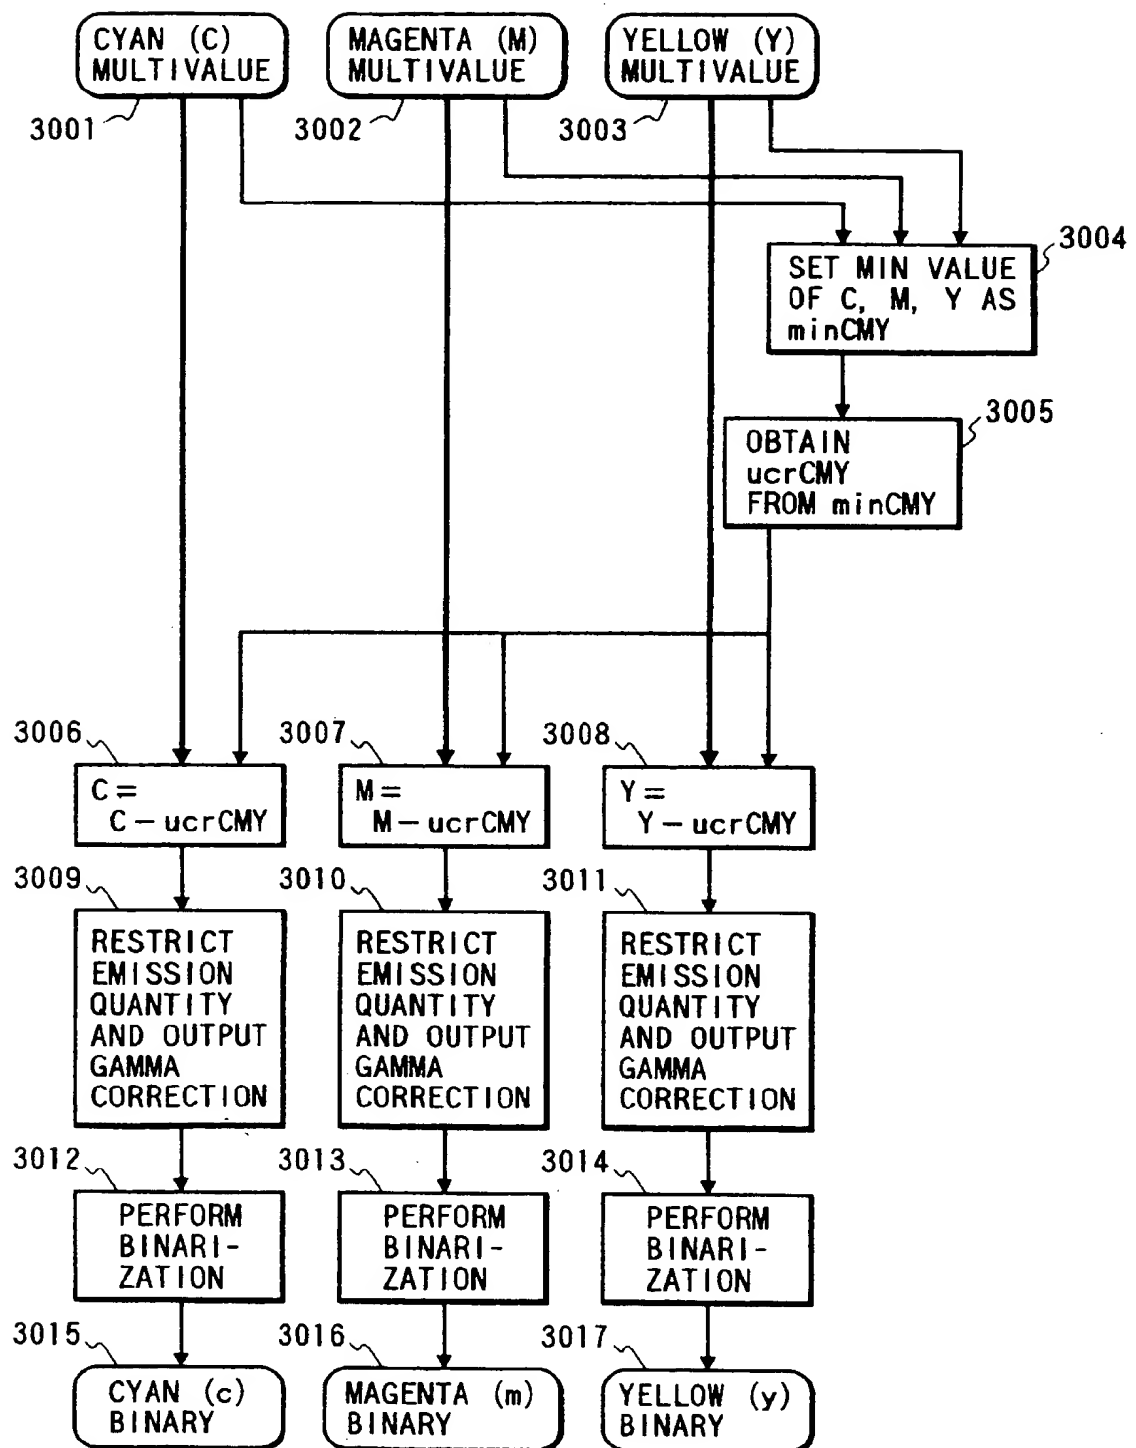 CYAN (C)
MULTIVALUE
MAGENTA (M)
MULTIVALUE
YELLOW (Y)
MULTIVALUE
3001
3002
3003
3004
SET MIN VALUE
OF C, M, Y AS
minCMY
3005
OBTAIN
ucrCMY
FROM minCMY
3006
C=
C-ucrCMY
3007
M=
M-ucrCMY
3008
Y=
Y-ucrCMY
3009
RESTRICT
EMISSION
QUANTITY
AND OUTPUT
GAMMA
CORRECTION
3010
RESTRICT
EMISSION
QUANTITY
AND OUTPUT
GAMMA
CORRECTION
3011
RESTRICT
EMISSION
QUANTITY
AND OUTPUT
GAMMA
CORRECTION
3012
PERFORM
BINARI-
ZATION
3013
PERFORM
BINARI-
ZATION
3014
PERFORM
BINARI-
ZATION
3015
CYAN (c)
BINARY
3016
MAGENTA (m)
BINARY
3017
YELLOW (y)
BINARY